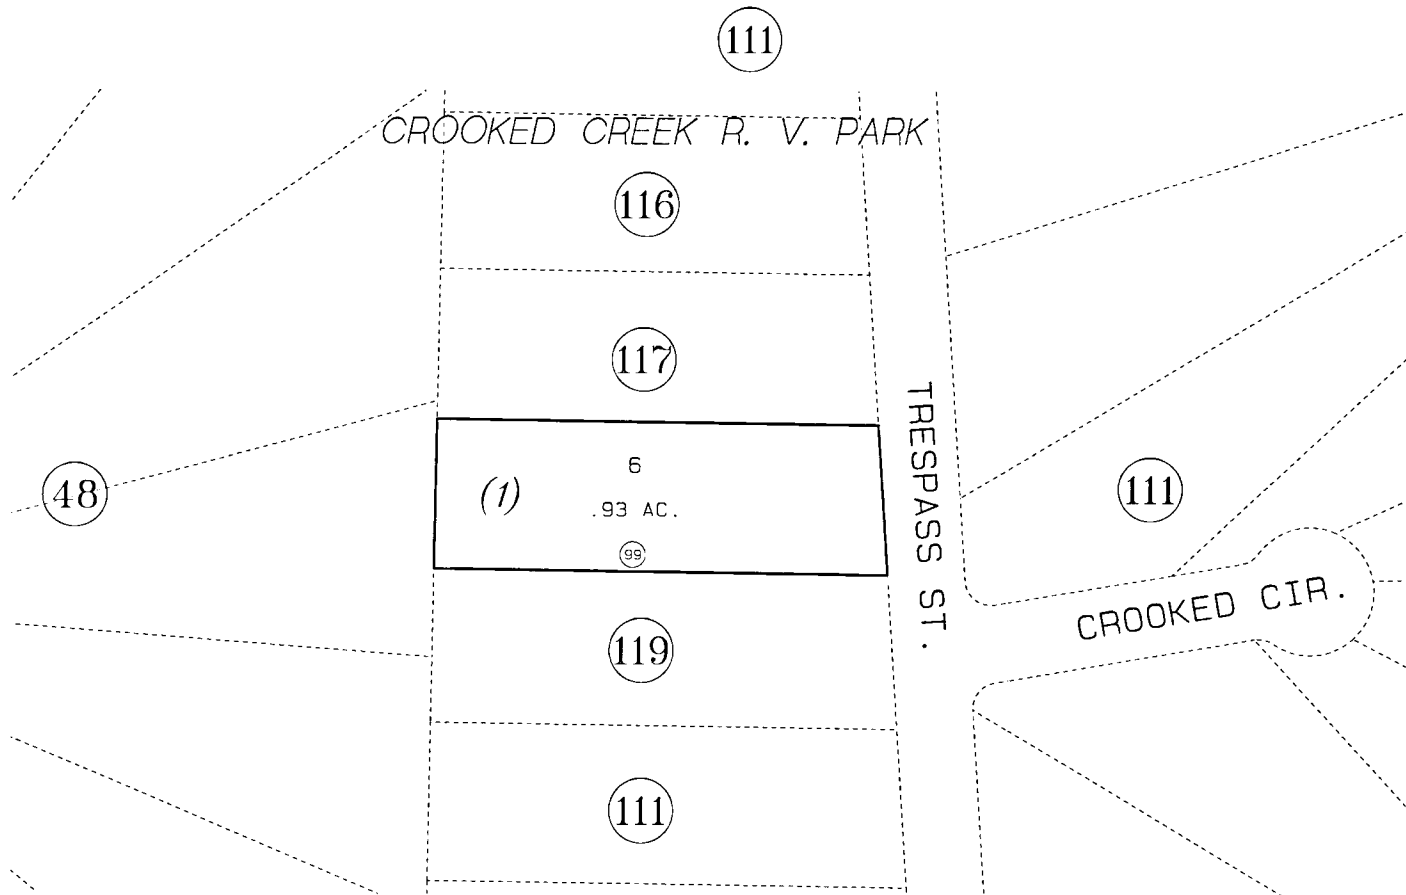 111
CROOKED CREEK R. V. PARK
116
117
TRESPASS ST.
6
(1)
.93 AC.
48
111
99
CROOKED CIR.
119
111